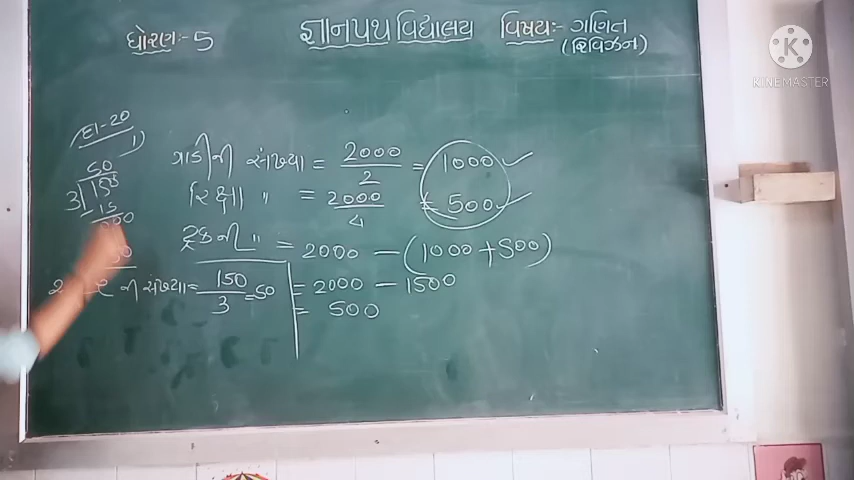 ધોરણ:- 5 જ્ઞાનપથ વિદ્યાલય વિષય:- ગણિત
(ડિવિઝન)
દા-20
1) ગાડીની સંખ્યા = 2000/2 = 1000 ✓
રિક્ષા " = 2000/4 = 500 ✓
ટ્રકની " = 2000 - (1000 + 500)
= 2000 - 1500
= 500
50
3 150
15
ની સંખ્યા = 150/3 = 50
KINEMASTER